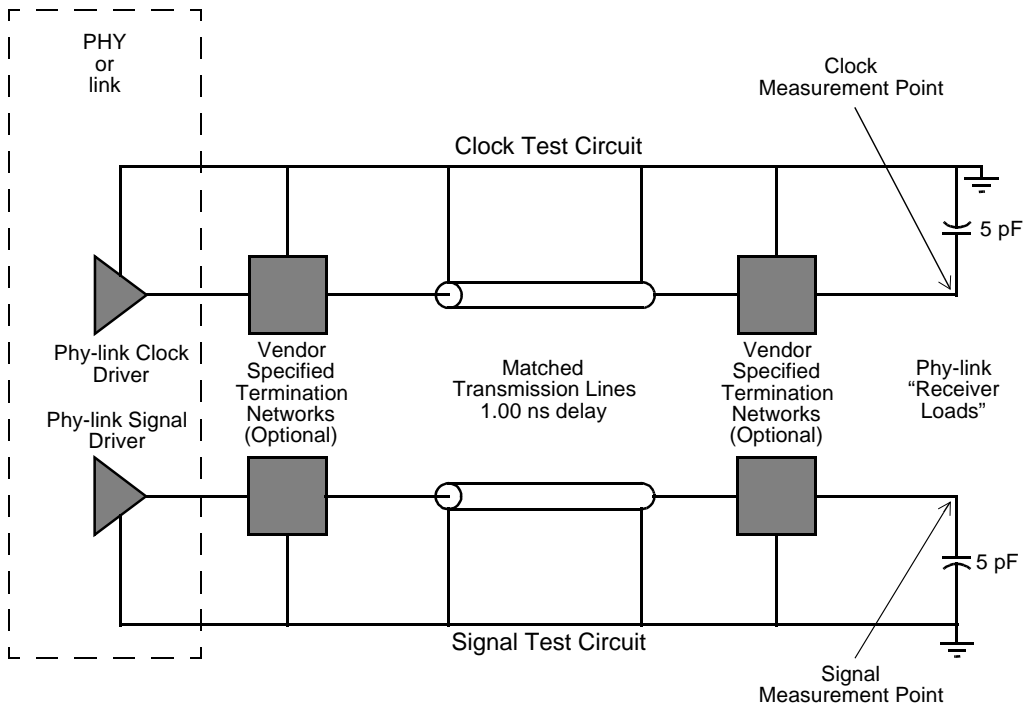 PHY
or
link
Clock
Measurement Point
Clock Test Circuit
5 pF
Phy-link Clock
Driver
Vendor
Specified
Termination
Networks
(Optional)
Matched
Transmission Lines
1.00 ns delay
Vendor
Specified
Termination
Networks
(Optional)
Phy-link
“Receiver
Loads”
Phy-link Signal
Driver
5 pF
Signal Test Circuit
Signal
Measurement Point